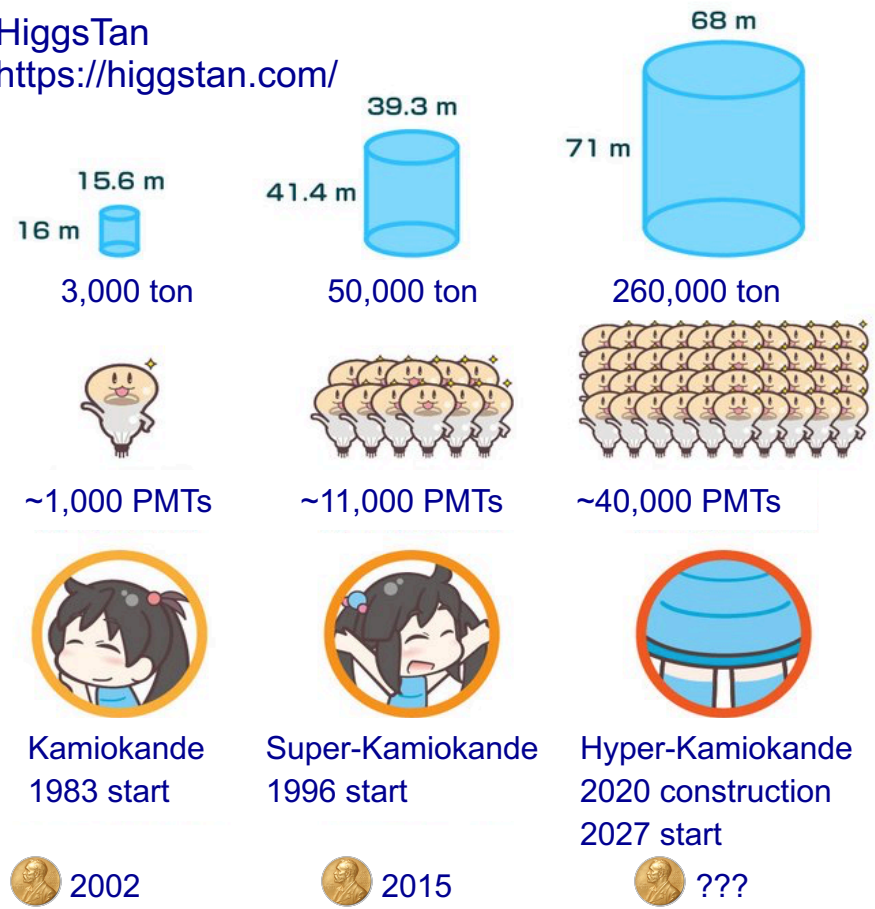 HiggsTan
https://higgstan.com/
15.6 m
16 m
3,000 ton
39.3 m
41.4 m
50,000 ton
68 m
71 m
260,000 ton
~1,000 PMTs
~11,000 PMTs
~40,000 PMTs
Kamiokande
1983 start
Super-Kamiokande
1996 start
Hyper-Kamiokande
2020 construction
2027 start
2002
2015
???